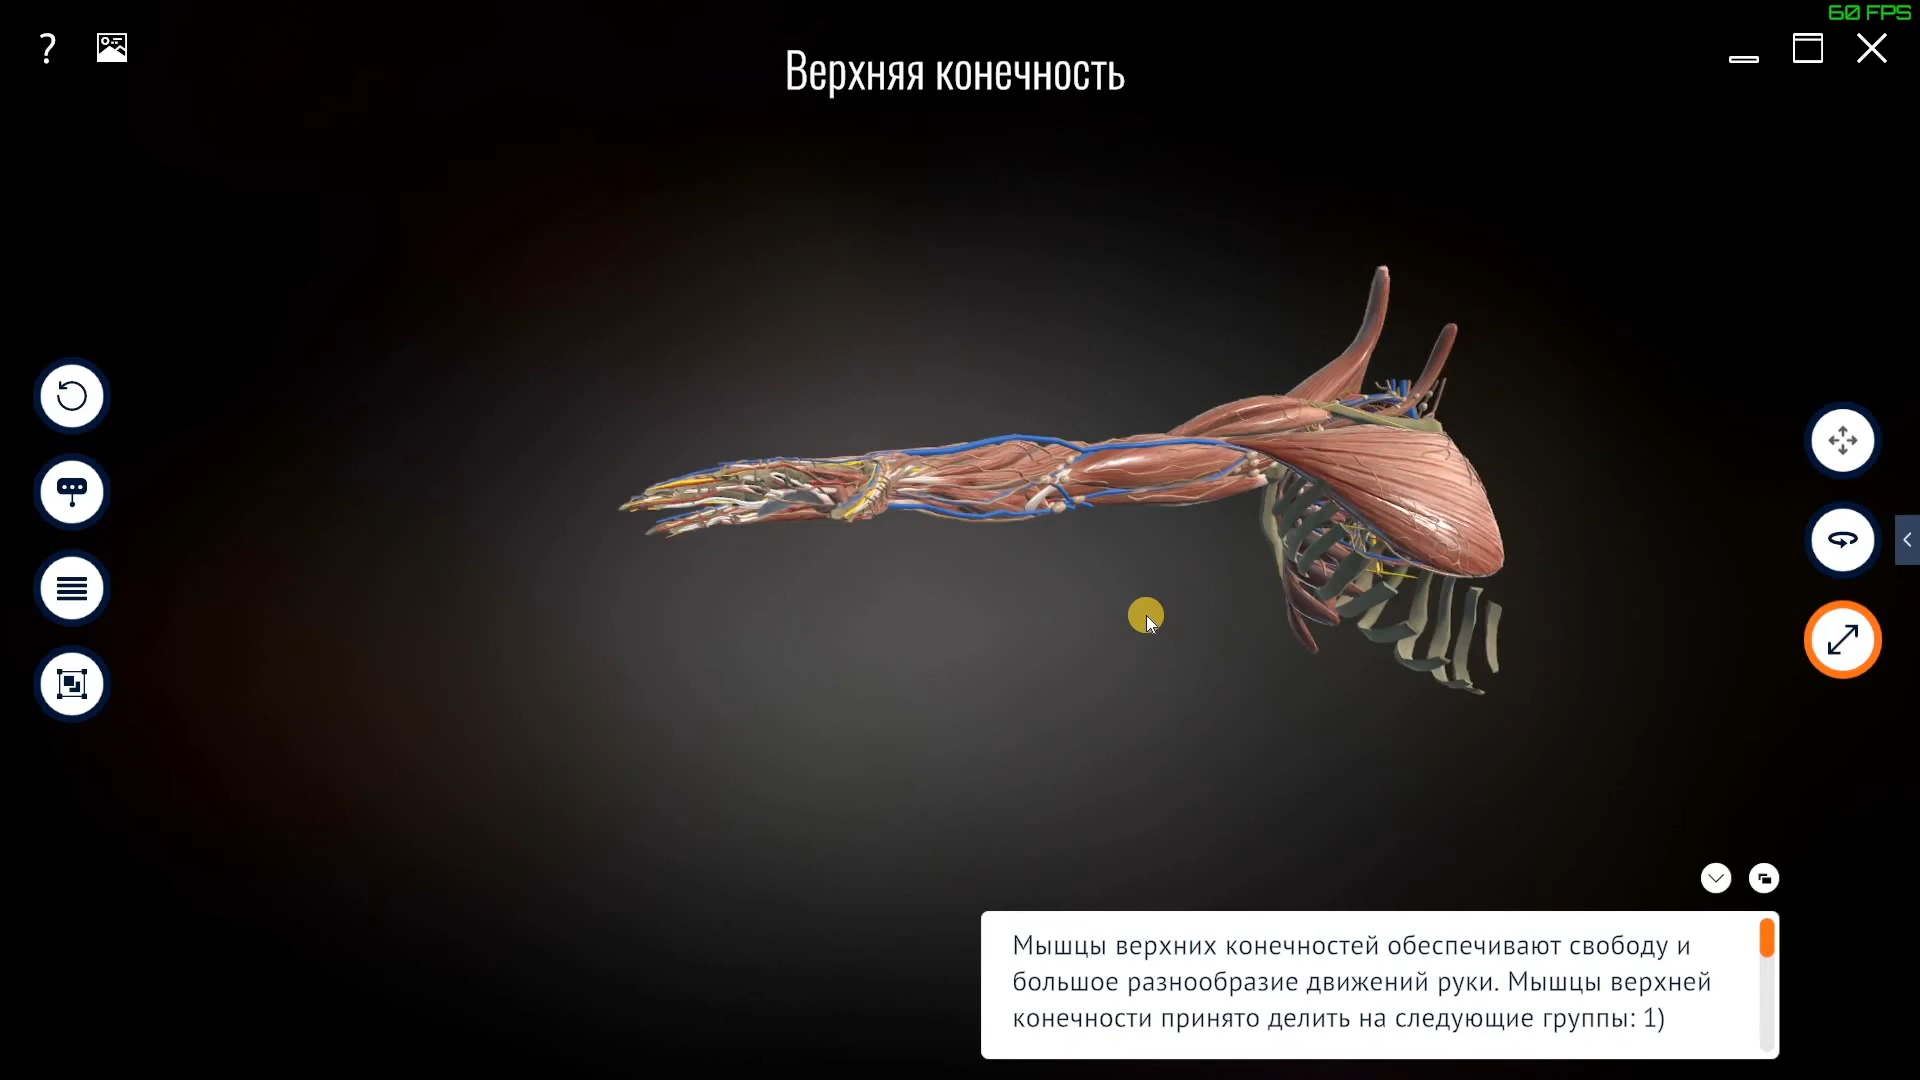 60 FPS
?
Верхняя конечность
Мышцы верхних конечностей обеспечивают свободу и
большое разнообразие движений руки. Мышцы верхней
конечности принято делить на следующие группы: 1)